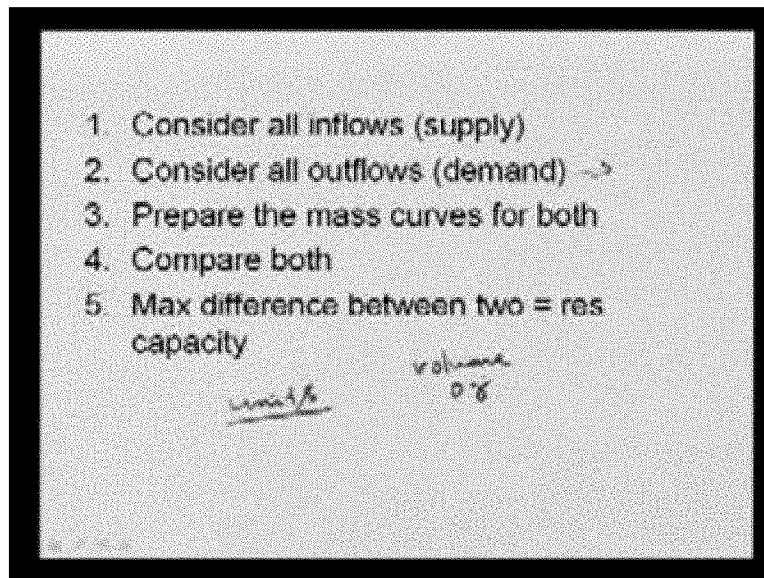 1. Consider all inflows (supply)
2. Consider all outflows (demand)
3. Prepare the mass curves for both
4. Compare both
5. Max difference between two = res
capacity
volume
units